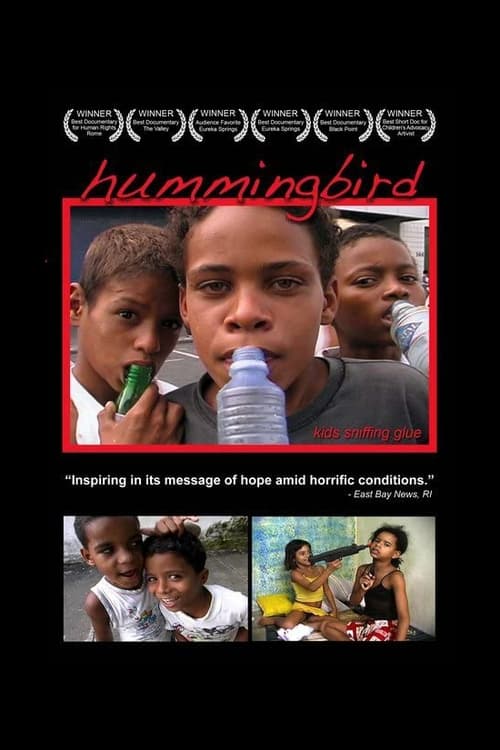 WINNER WINNER WINNER WINNER WINNER WINNER
Best Documentary for Human Rights Rome
Best Documentary The Valley
Audience Favorite Eureka Springs
Best Documentary Eureka Springs
Best Documentary Black Point
Best Short Doc for Children's Advocacy Artivist
hummingbird
kids sniffing glue
“Inspiring in its message of hope amid horrific conditions.”
- East Bay News, RI